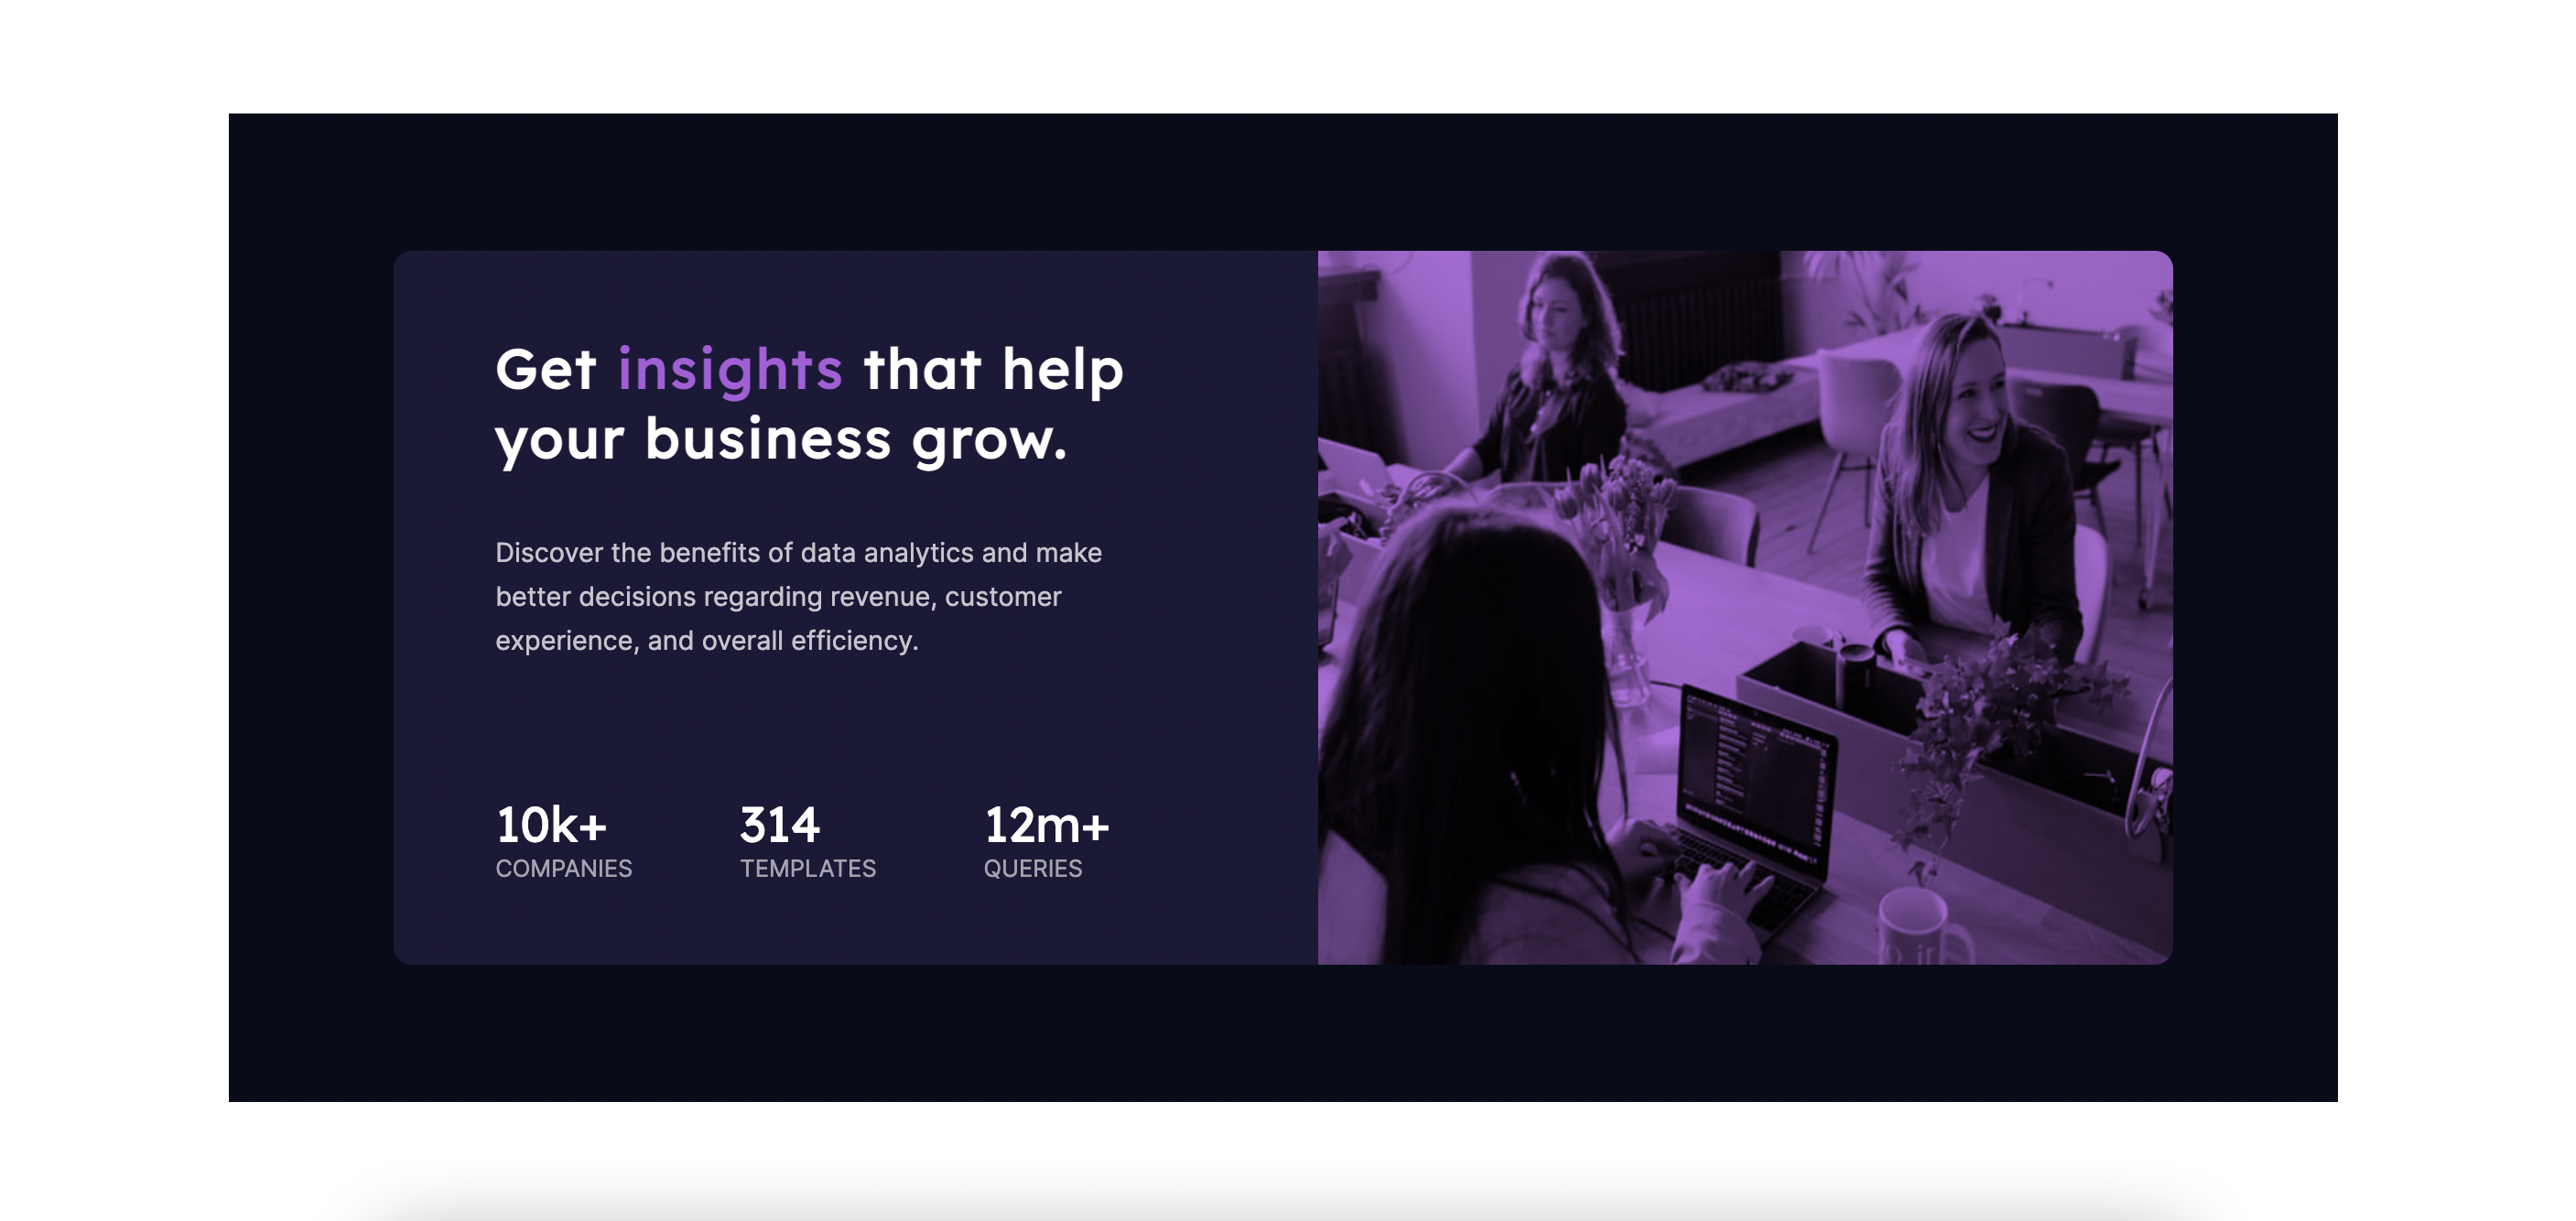 Get insights that help
your business grow.
Discover the benefits of data analytics and make
better decisions regarding revenue, customer
experience, and overall efficiency.
10k+
COMPANIES
314
TEMPLATES
12m+
QUERIES